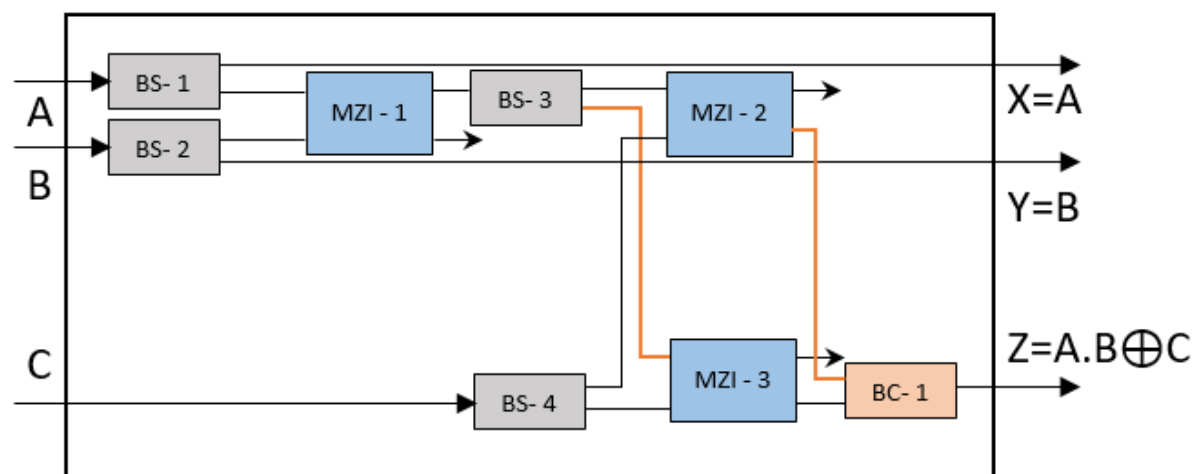 A
B
C
BS- 1
BS- 2
MZI - 1
BS- 3
MZI - 2
BS- 4
MZI - 3
BC- 1
X=A
Y=B
Z=A.B⊕C